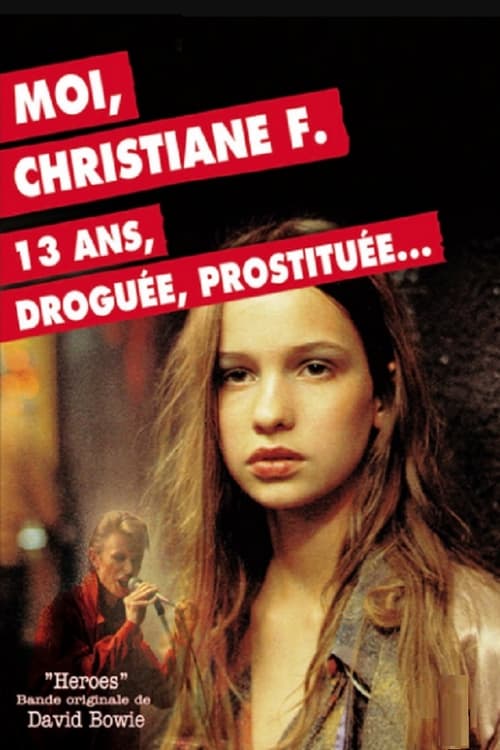 MOI,
CHRISTIANE F.
13 ANS,
DROGUÉE, PROSTITUÉE...
"Heroes"
Bande originale de
David Bowie